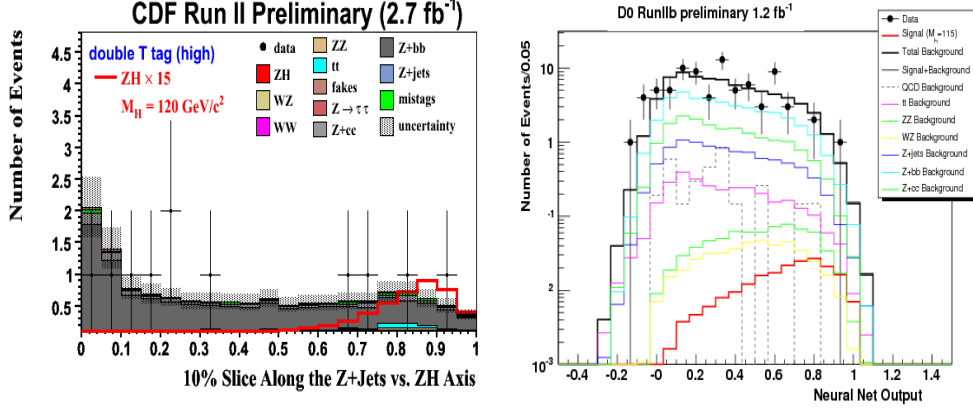 CDF Run II Preliminary (2.7 fb⁻¹)
Number of Events
double T tag (high)
ZH × 15
M_H = 120 GeV/c²
data
ZH
WZ
WW
ZZ
tt
fakes
Z → ττ
Z+cc
Z+bb
Z+jets
mistags
uncertainty
4.5
4
3.5
3
2.5
2
1.5
1
0.5
0 0.1 0.2 0.3 0.4 0.5 0.6 0.7 0.8 0.9 1
10% Slice Along the Z+Jets vs. ZH Axis
D0 RunIIb preliminary 1.2 fb⁻¹
Number of Events/0.05
10
1
-1
10⁻²
10⁻³
-0.4 -0.2 -0 0.2 0.4 0.6 0.8 1 1.2 1.4
Neural Net Output
Data
Signal (M_h=115)
Total Background
Signal+Background
QCD Background
tt Background
ZZ Background
WZ Background
Z+jets Background
Z+bb Background
Z+cc Background